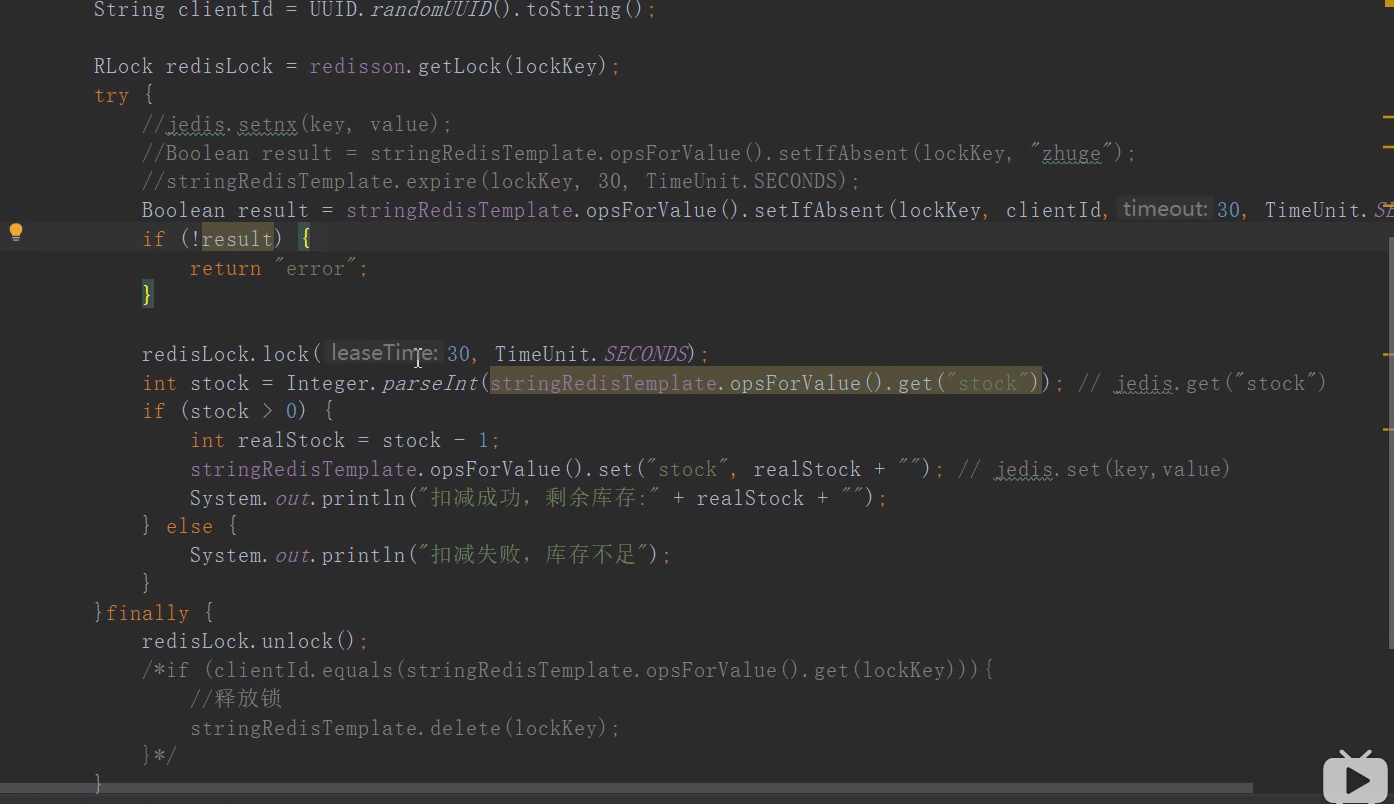 String clientId = UUID.randomUUID().toString();
RLock redisLock = redisson.getLock(lockKey);
try {
//jedis.setnx(key, value);
//Boolean result = stringRedisTemplate.opsForValue().setIfAbsent(lockKey, "zhuge");
//stringRedisTemplate.expire(lockKey, 30, TimeUnit.SECONDS);
Boolean result = stringRedisTemplate.opsForValue().setIfAbsent(lockKey, clientId, timeout: 30, TimeUnit.SE
if (!result) {
return "error";
}
redisLock.lock( leaseTime: 30, TimeUnit.SECONDS);
int stock = Integer.parseInt(stringRedisTemplate.opsForValue().get("stock")); // jedis.get("stock")
if (stock > 0) {
int realStock = stock - 1;
stringRedisTemplate.opsForValue().set("stock", realStock + ""); // jedis.set(key,value)
System.out.println("扣减成功，剩余库存:" + realStock + "");
} else {
System.out.println("扣减失败，库存不足");
}
}finally {
redisLock.unlock();
/*if (clientId.equals(stringRedisTemplate.opsForValue().get(lockKey))){
//释放锁
stringRedisTemplate.delete(lockKey);
}*/
}